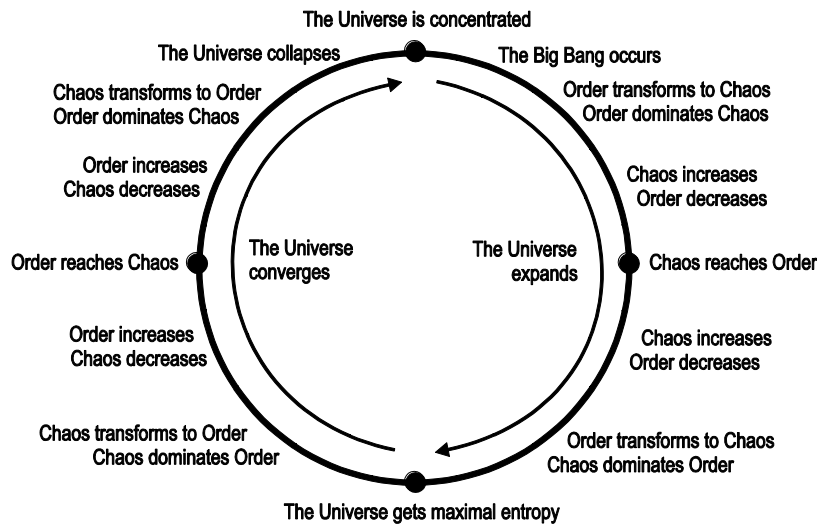 The Universe is concentrated
The Universe collapses
The Big Bang occurs
Chaos transforms to Order
Order dominates Chaos
Order transforms to Chaos
Order dominates Chaos
Order increases
Chaos decreases
Chaos increases
Order decreases
Order reaches Chaos
The Universe
converges
The Universe
expands
Chaos reaches Order
Order increases
Chaos decreases
Chaos increases
Order decreases
Chaos transforms to Order
Chaos dominates Order
Order transforms to Chaos
Chaos dominates Order
The Universe gets maximal entropy